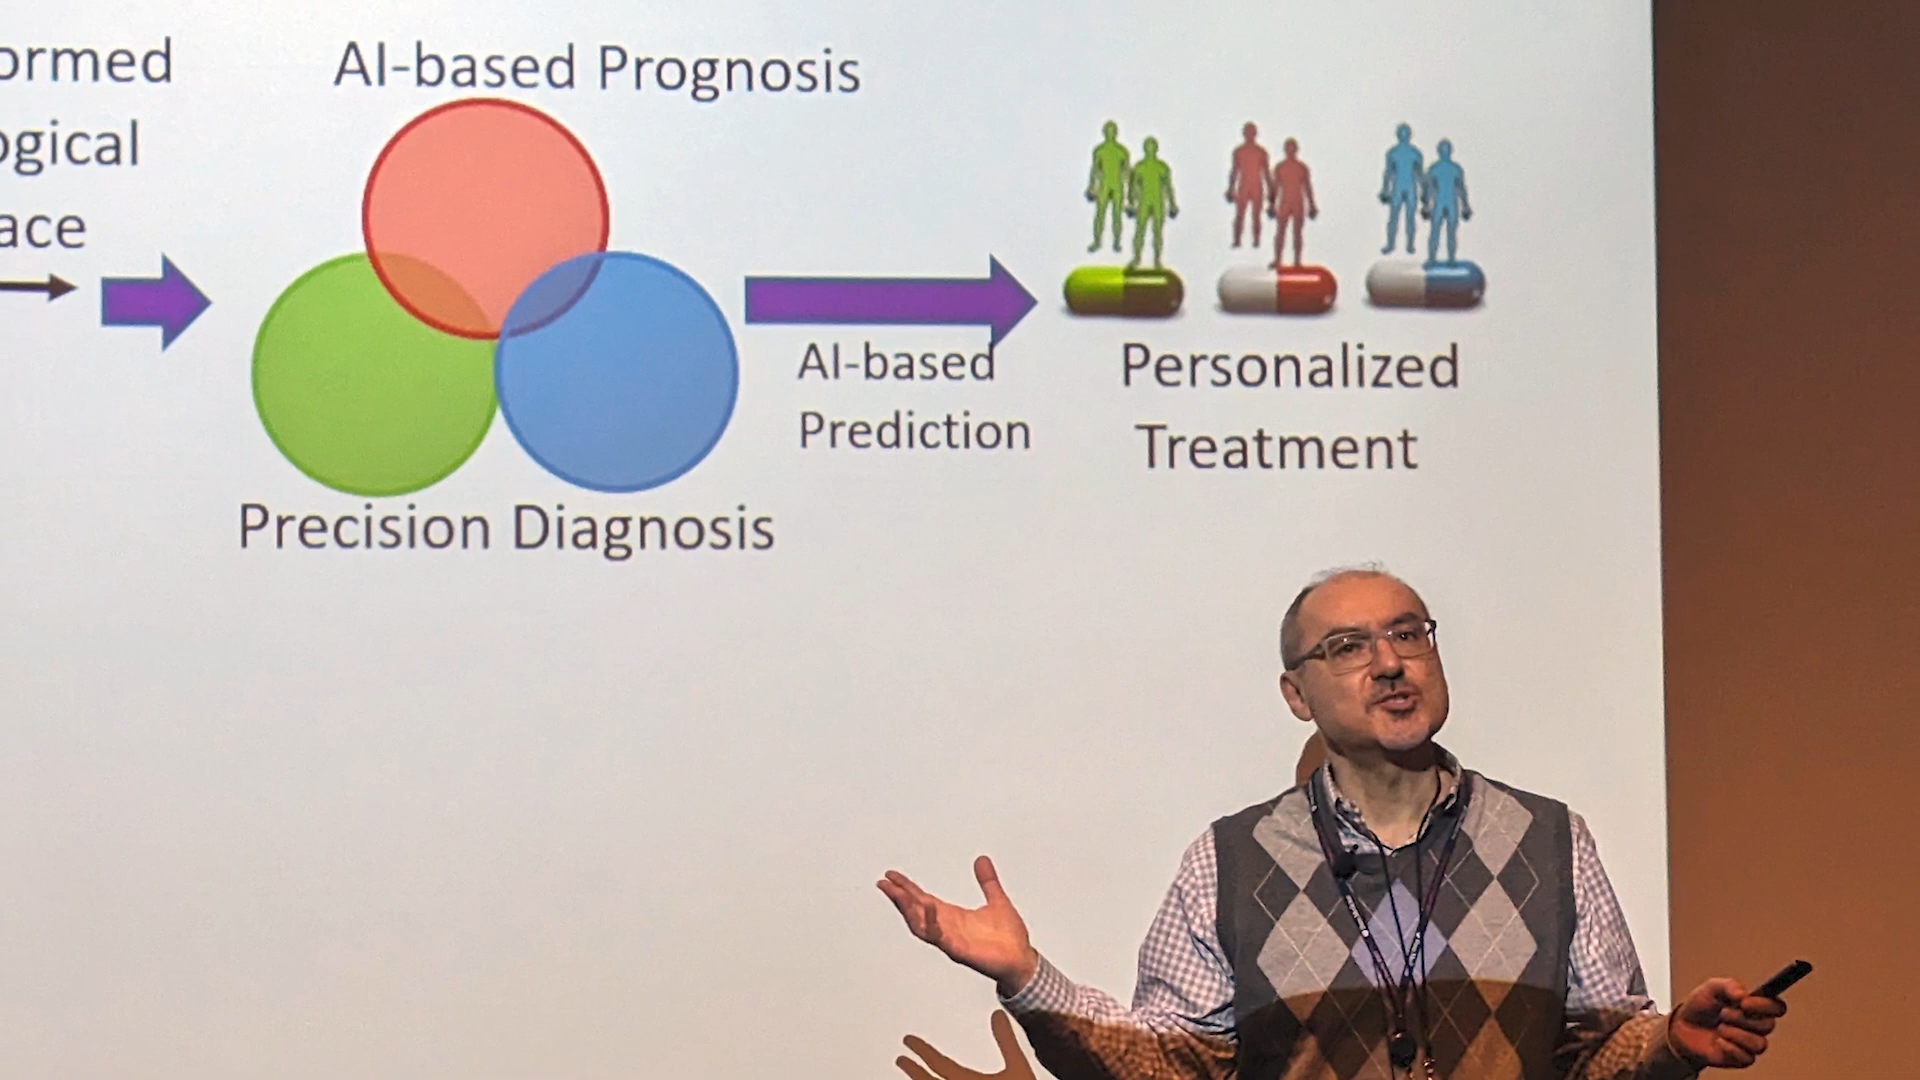 ormed
ogical
ace
AI-based Prognosis
Precision Diagnosis
AI-based
Prediction
Personalized
Treatment